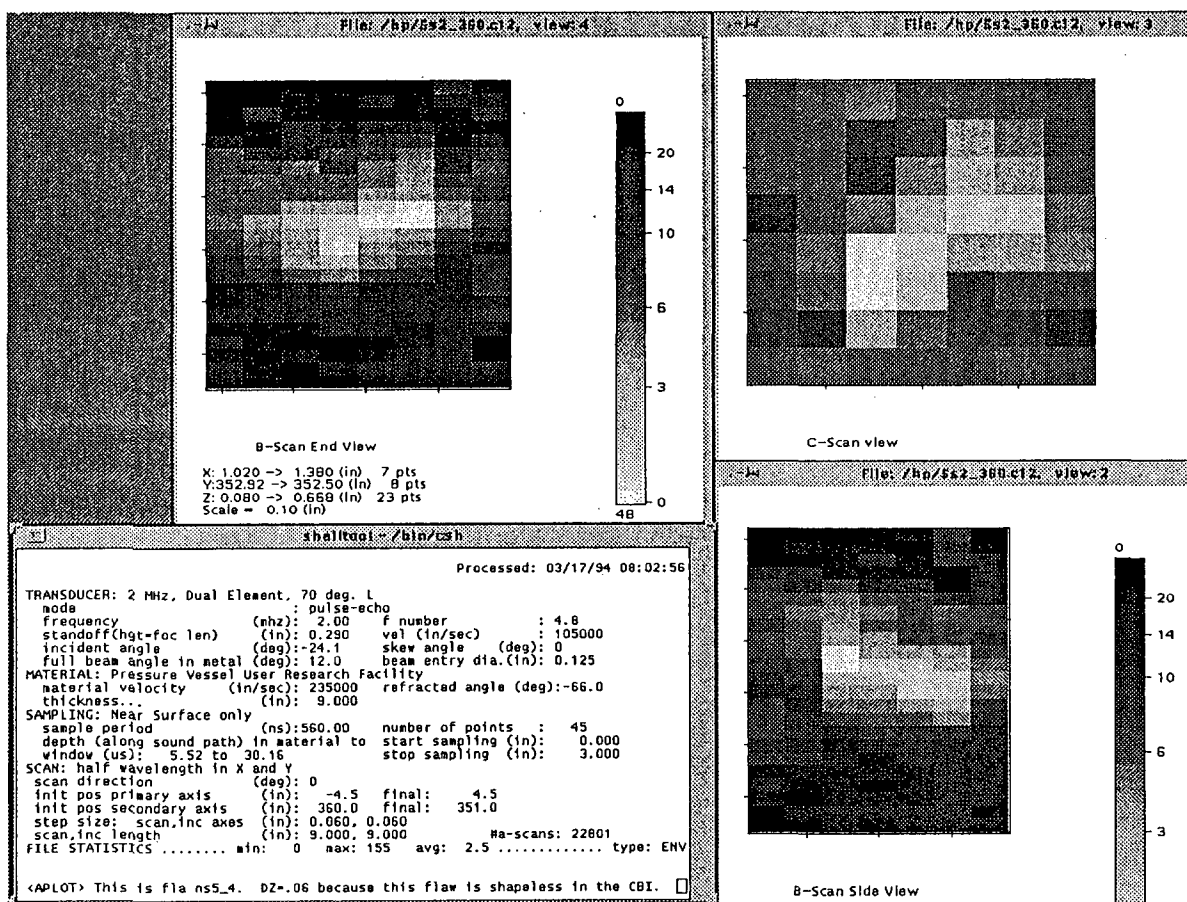 File: /hp/5s2_360.c12, view: 4
0
20
14
10
6
3
0
48
B-Scan End View
X: 1.020 -> 1.380 (in) 7 pts
Y:352.92 -> 352.50 (in) 8 pts
Z: 0.080 -> 0.668 (in) 23 pts
Scale = 0.10 (in)
File: /hp/5s2_360.c12, view: 3
C-Scan view
shelltool - /bin/csh
Processed: 03/17/94 08:02:56
TRANSDUCER: 2 MHz, Dual Element, 70 deg. L
mode : pulse-echo
frequency (mhz): 2.00 f number : 4.8
standoff(hgt-foc len) (in): 0.290 vel (in/sec) : 105000
incident angle (deg):-24.1 skew angle (deg): 0
full beam angle in metal (deg): 12.0 beam entry dia.(in): 0.125
MATERIAL: Pressure Vessel User Research Facility
material velocity (in/sec): 235000 refracted angle (deg):-66.0
thickness... (in): 9.000
SAMPLING: Near Surface only
sample period (ns):560.00 number of points : 45
depth (along sound path) in material to start sampling (in): 0.000
window (us): 5.52 to 30.16 stop sampling (in): 3.000
SCAN: half wavelength in X and Y
scan direction (deg): 0
init pos primary axis (in): -4.5 final: 4.5
init pos secondary axis (in): 360.0 final: 351.0
step size: scan,inc axes (in): 0.060, 0.060
scan,inc length (in): 9.000, 9.000 #a-scans: 22801
FILE STATISTICS ........ min: 0 max: 155 avg: 2.5 ............. type: ENV
<APLOT> This is fla ns5_4. DZ=.06 because this flaw is shapeless in the CBI.
File: /hp/5s2_360.c12, view: 2
0
20
14
10
6
3
B-Scan Side View